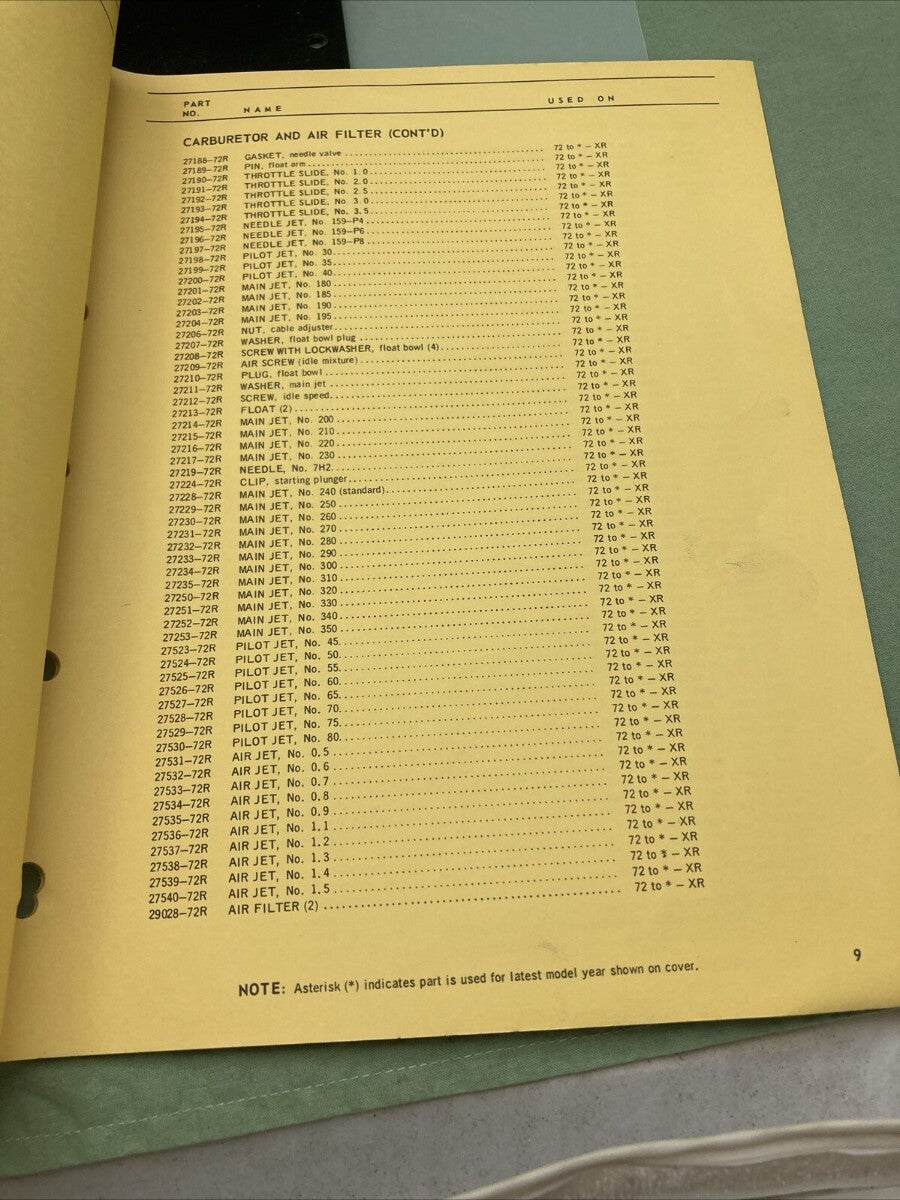 PART NO. NAME USED ON
CARBURETOR AND AIR FILTER (CONT'D)
27188–72R GASKET, needle valve 72 to * – XR
27189–72R PIN, float arm 72 to * – XR
27190–72R THROTTLE SLIDE, No. 1.0 72 to * – XR
27191–72R THROTTLE SLIDE, No. 2.0 72 to * – XR
27192–72R THROTTLE SLIDE, No. 2.5 72 to * – XR
27193–72R THROTTLE SLIDE, No. 3.0 72 to * – XR
27194–72R THROTTLE SLIDE, No. 3.5 72 to * – XR
27195–72R NEEDLE JET, No. 159–P4 72 to * – XR
27196–72R NEEDLE JET, No. 159–P6 72 to * – XR
27197–72R NEEDLE JET, No. 159–P8 72 to * – XR
27198–72R PILOT JET, No. 30 72 to * – XR
27199–72R PILOT JET, No. 35 72 to * – XR
27200–72R PILOT JET, No. 40 72 to * – XR
27201–72R MAIN JET, No. 180 72 to * – XR
27202–72R MAIN JET, No. 185 72 to * – XR
27203–72R MAIN JET, No. 190 72 to * – XR
27204–72R MAIN JET, No. 195 72 to * – XR
27206–72R NUT, cable adjuster 72 to * – XR
27207–72R WASHER, float bowl plug 72 to * – XR
27208–72R SCREW WITH LOCKWASHER, float bowl (4) 72 to * – XR
27209–72R AIR SCREW (idle mixture) 72 to * – XR
27210–72R PLUG, float bowl 72 to * – XR
27211–72R WASHER, main jet 72 to * – XR
27212–72R SCREW, idle speed 72 to * – XR
27213–72R FLOAT (2) 72 to * – XR
27214–72R MAIN JET, No. 200 72 to * – XR
27215–72R MAIN JET, No. 210 72 to * – XR
27216–72R MAIN JET, No. 220 72 to * – XR
27217–72R MAIN JET, No. 230 72 to * – XR
27219–72R NEEDLE, No. 7H2 72 to * – XR
27224–72R CLIP, starting plunger 72 to * – XR
27228–72R MAIN JET, No. 240 (standard) 72 to * – XR
27229–72R MAIN JET, No. 250 72 to * – XR
27230–72R MAIN JET, No. 260 72 to * – XR
27231–72R MAIN JET, No. 270 72 to * – XR
27232–72R MAIN JET, No. 280 72 to * – XR
27233–72R MAIN JET, No. 290 72 to * – XR
27234–72R MAIN JET, No. 300 72 to * – XR
27235–72R MAIN JET, No. 310 72 to * – XR
27250–72R MAIN JET, No. 320 72 to * – XR
27251–72R MAIN JET, No. 330 72 to * – XR
27252–72R MAIN JET, No. 340 72 to * – XR
27253–72R MAIN JET, No. 350 72 to * – XR
27523–72R PILOT JET, No. 45 72 to * – XR
27524–72R PILOT JET, No. 50 72 to * – XR
27525–72R PILOT JET, No. 55 72 to * – XR
27526–72R PILOT JET, No. 60 72 to * – XR
27527–72R PILOT JET, No. 65 72 to * – XR
27528–72R PILOT JET, No. 70 72 to * – XR
27529–72R PILOT JET, No. 75 72 to * – XR
27530–72R PILOT JET, No. 80 72 to * – XR
27531–72R AIR JET, No. 0.5 72 to * – XR
27532–72R AIR JET, No. 0.6 72 to * – XR
27533–72R AIR JET, No. 0.7 72 to * – XR
27534–72R AIR JET, No. 0.8 72 to * – XR
27535–72R AIR JET, No. 0.9 72 to * – XR
27536–72R AIR JET, No. 1.1 72 to * – XR
27537–72R AIR JET, No. 1.2 72 to * – XR
27538–72R AIR JET, No. 1.3 72 to * – XR
27539–72R AIR JET, No. 1.4 72 to * – XR
27540–72R AIR JET, No. 1.5 72 to * – XR
29028–72R AIR FILTER (2) 72 to * – XR
9
NOTE: Asterisk (*) indicates part is used for latest model year shown on cover.